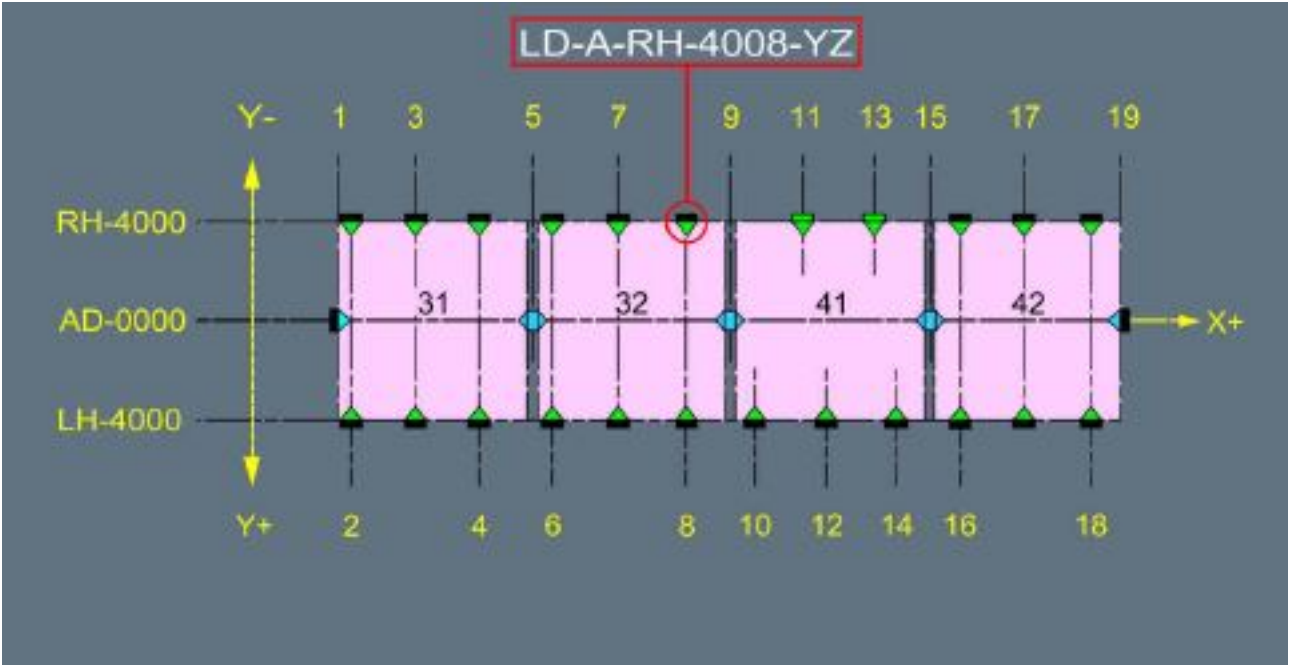 LD-A-RH-4008-YZ
Y- 1 3 5 7 9 11 13 15 17 19
RH-4000
31 32 41 42
AD-0000 X+
LH-4000
Y+ 2 4 6 8 10 12 14 16 18